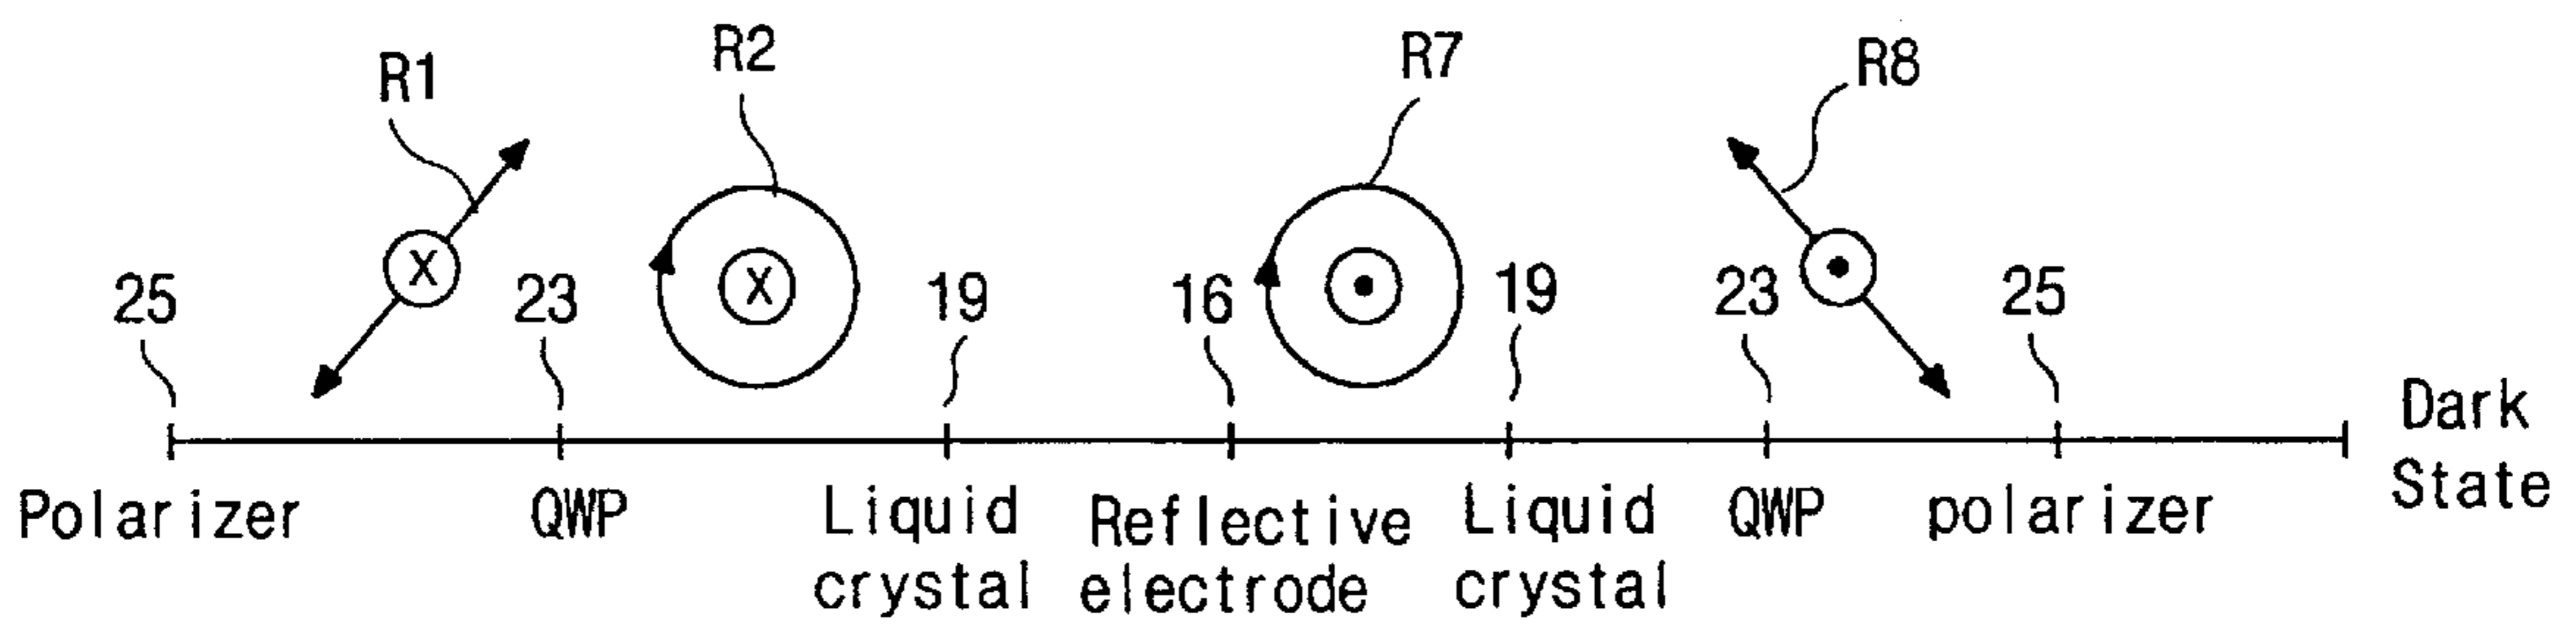 R1
R2
R7
R8
25
23
19
16
19
23
25
X
X
Dark
State
Polarizer
QWP
Liquid
crystal
Reflective
electrode
Liquid
crystal
QWP
polarizer